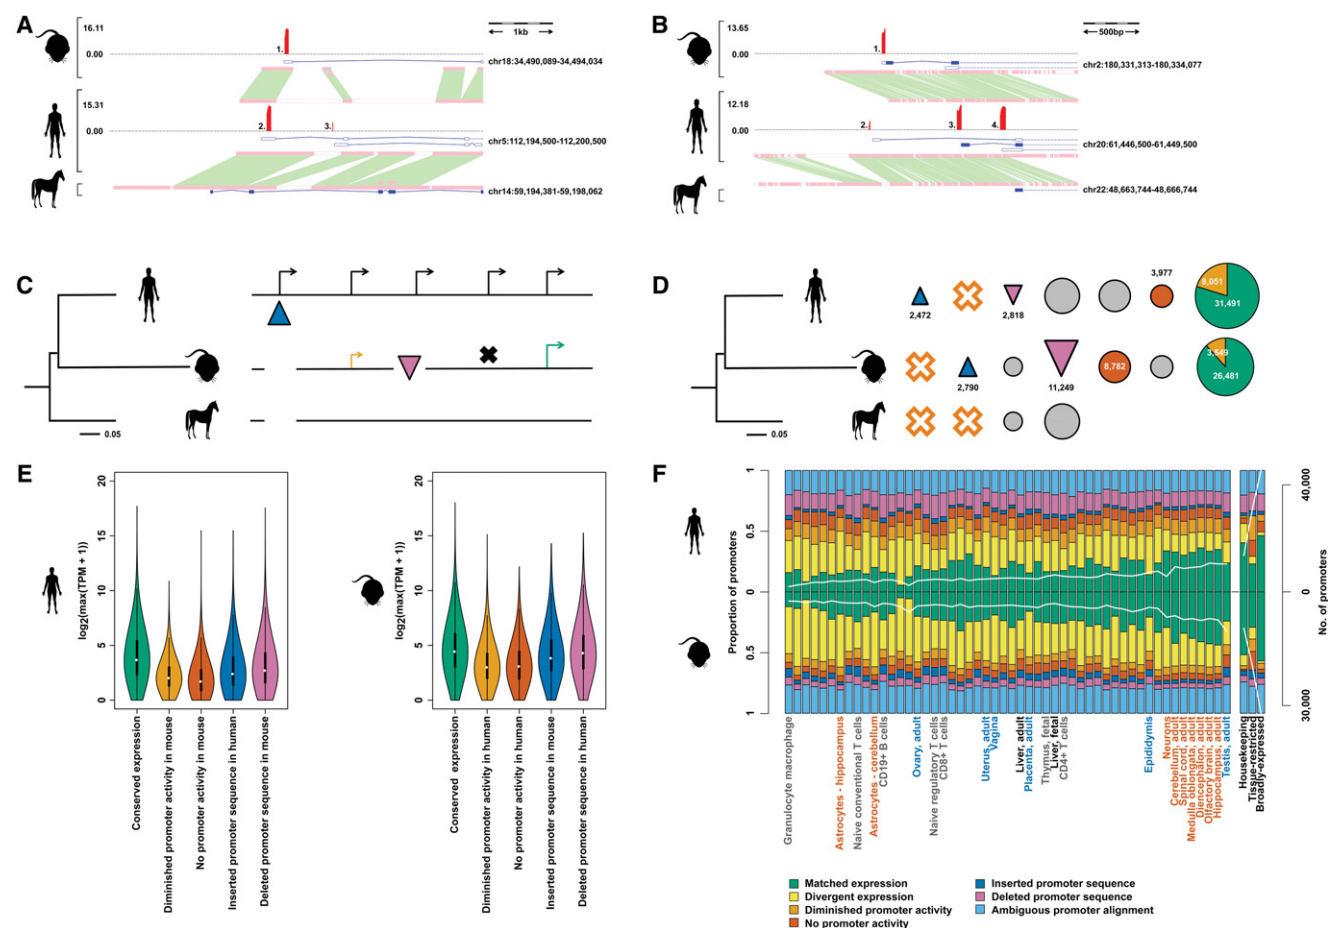 A
16.11
0.00
1.
1kb
chr18:34,490,089-34,494,034
15.31
0.00
2.
3.
chr5:112,194,500-112,200,500
chr14:59,194,381-59,198,062
B
13.65
0.00
1.
500bp
chr2:180,331,313-180,334,077
12.18
0.00
2.
3.
4.
chr20:61,446,500-61,449,500
chr22:48,663,744-48,666,744
C
0.05
D
2,472
2,818
3,977
8,051
31,491
2,790
11,249
8,782
3,549
26,481
0.05
E
20
15
10
5
0
log2(max(TPM + 1))
Conserved expression
Diminished promoter activity in mouse
No promoter activity in mouse
Inserted promoter sequence in human
Deleted promoter sequence in mouse
20
15
10
5
0
log2(max(TPM + 1))
Conserved expression
Diminished promoter activity in human
No promoter activity in human
Inserted promoter sequence in mouse
Deleted promoter sequence in human
F
1
0.5
0
0.5
1
Proportion of promoters
40,000
0
30,000
No. of promoters
Granulocyte macrophage
Astrocytes - hippocampus
Naive conventional T cells
Astrocytes - cerebellum
CD19+ B cells
Ovary, adult
Naive regulatory T cells
CD8+ T cells
Uterus, adult
Vagina
Liver, adult
Placenta, adult
Thymus, fetal
Liver, fetal
CD4+ T cells
Epididymis
Neurons
Cerebellum, adult
Spinal cord, adult
Medulla oblongata, adult
Diencephalon, adult
Olfactory brain, adult
Hippocampus, adult
Testis, adult
Housekeeping
Tissue-restricted
Broadly-expressed
Matched expression
Divergent expression
Diminished promoter activity
No promoter activity
Inserted promoter sequence
Deleted promoter sequence
Ambiguous promoter alignment